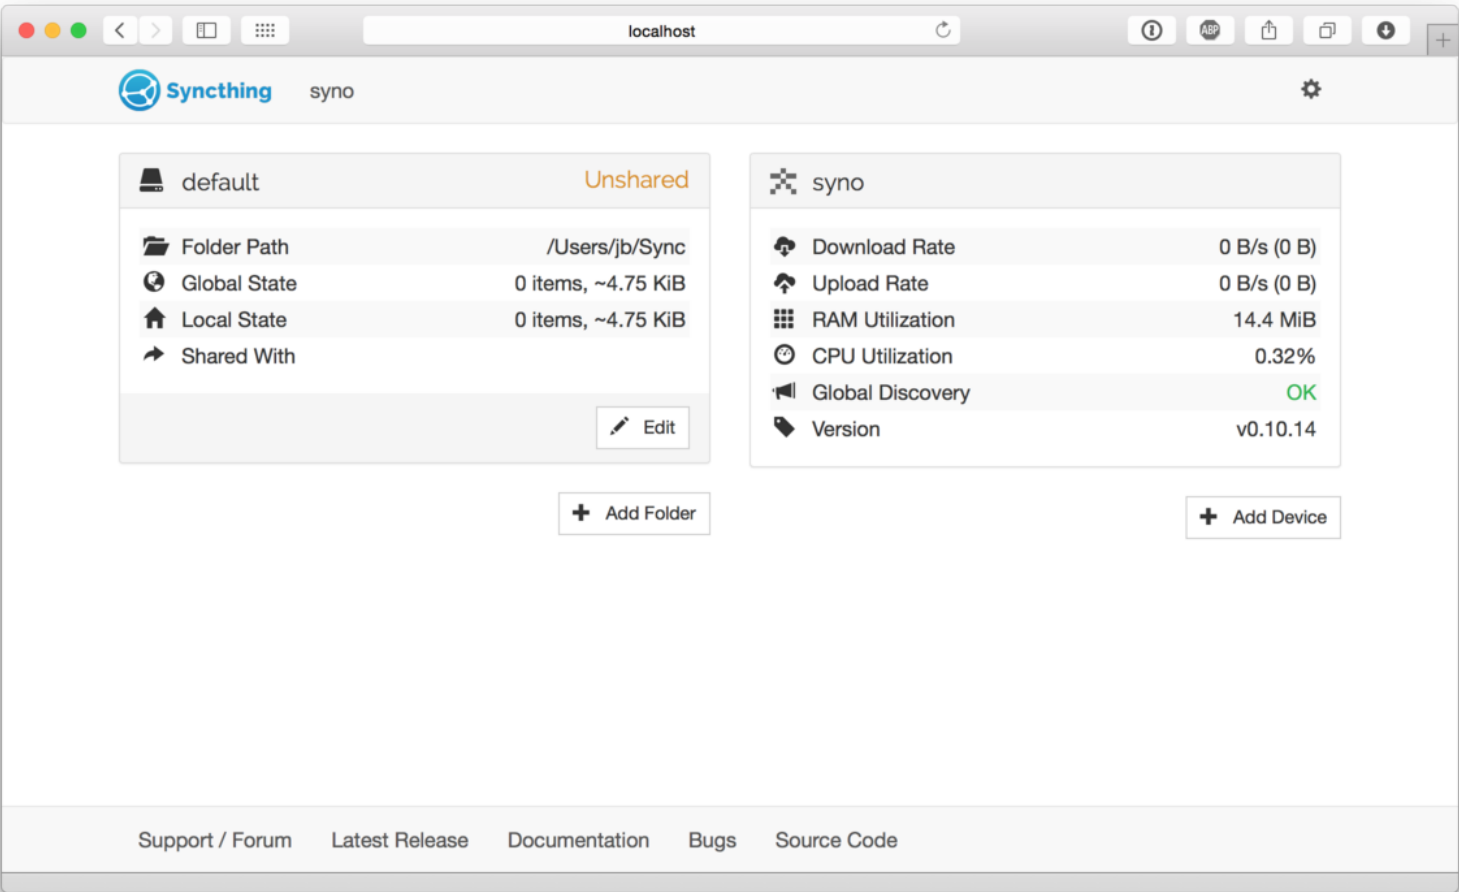 localhost
ABP
Syncthing syno
default Unshared
Folder Path /Users/jb/Sync
Global State 0 items, ~4.75 KiB
Local State 0 items, ~4.75 KiB
Shared With
Edit
Add Folder
syno
Download Rate 0 B/s (0 B)
Upload Rate 0 B/s (0 B)
RAM Utilization 14.4 MiB
CPU Utilization 0.32%
Global Discovery OK
Version v0.10.14
Add Device
Support / Forum Latest Release Documentation Bugs Source Code